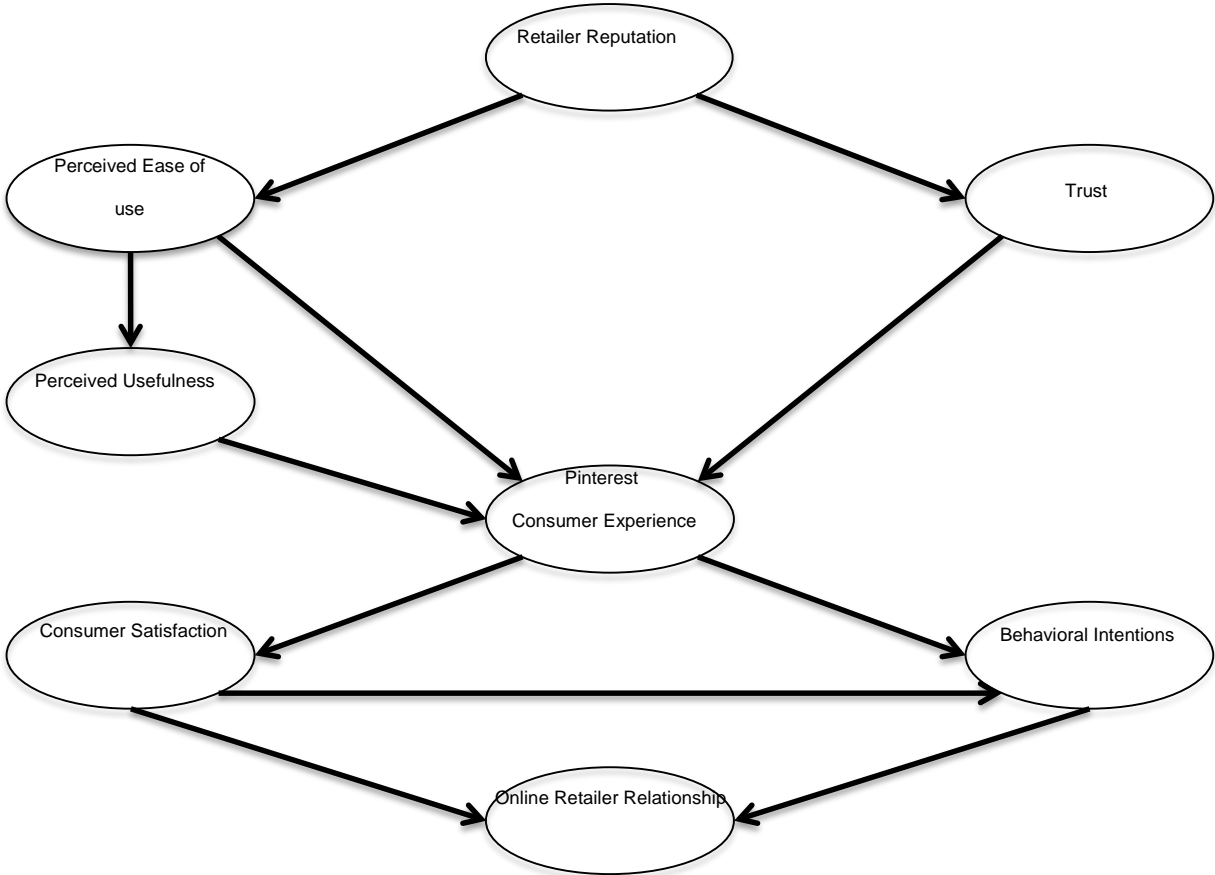 Retailer Reputation
Perceived Ease of
use
Trust
Perceived Usefulness
Pinterest
Consumer Experience
Consumer Satisfaction
Behavioral Intentions
Online Retailer Relationship